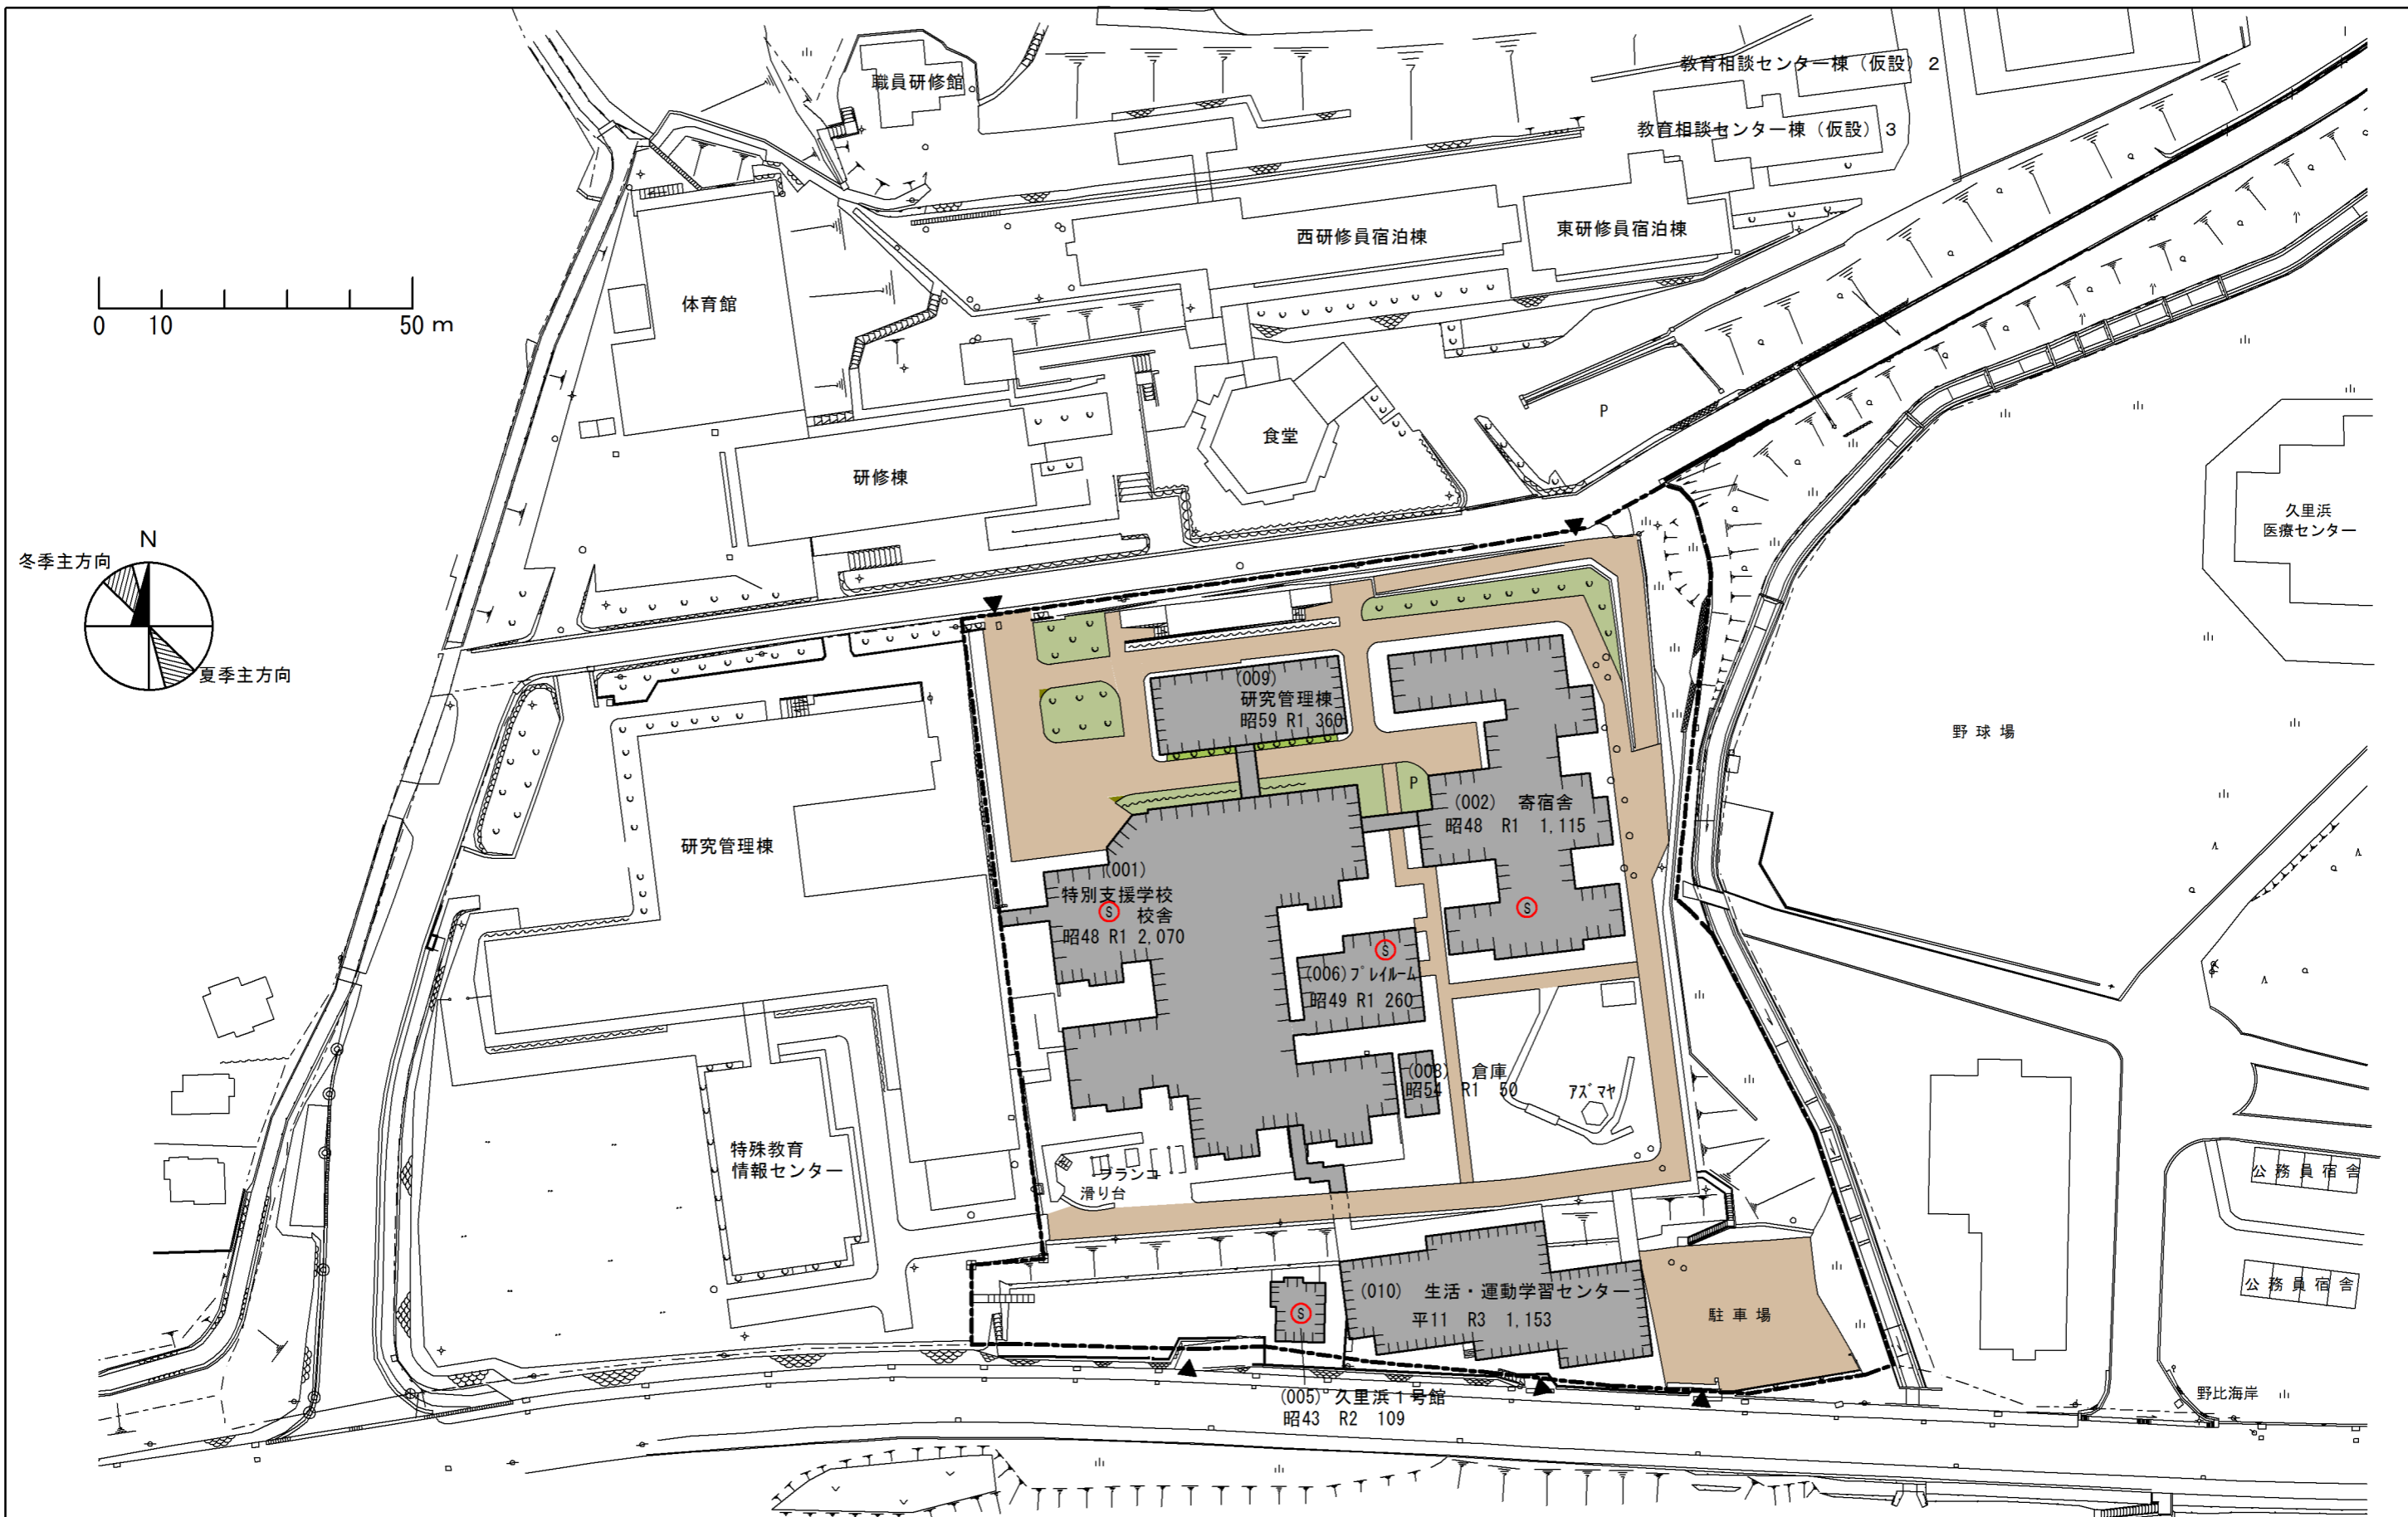 職員研修館
教育相談センター棟（仮設）２
教育相談センター棟（仮設）３
西研修員宿泊棟
東研修員宿泊棟
体育館
0 10 50 m
食堂
P
研修棟
久里浜
医療センター
N
冬季主方向
夏季主方向
野球場
(009)
研究管理棟
昭59 R1 360
P
(002) 寄宿舎
昭48 R1 1,115
研究管理棟
(001)
特別支援学校
校舎
昭48 R1 2,070
S
S
S
(006)プレイルーム
昭49 R1 260
(008) 倉庫
昭54 R1 50
アズマヤ
特殊教育
情報センター
ブランコ
滑り台
公務員宿舎
(010) 生活・運動学習センター
平11 R3 1,153
S
駐車場
公務員宿舎
(005) 久里浜１号館
昭43 R2 109
野比海岸